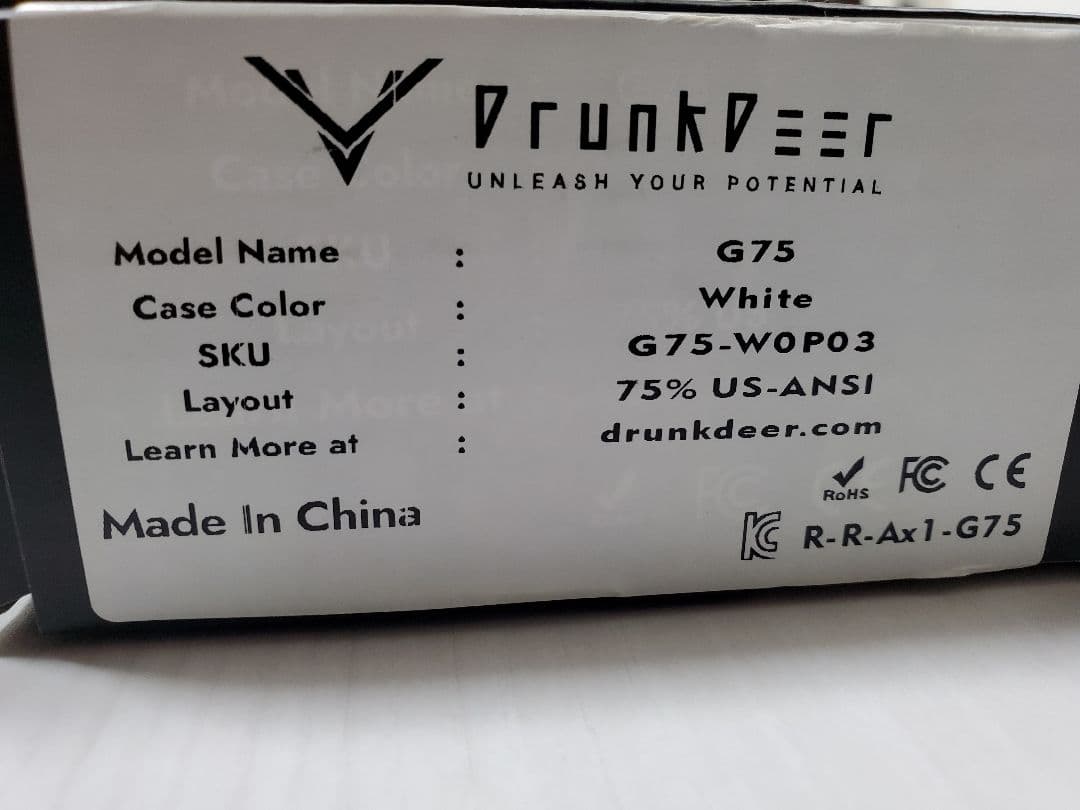 DrunkDeer
UNLEASH YOUR POTENTIAL
Model Name : G75
Case Color : White
SKU : G75-W0P03
Layout : 75% US-ANSI
Learn More at : drunkdeer.com
RoHS FC CE
Made In China
KC R-R-Ax1-G75